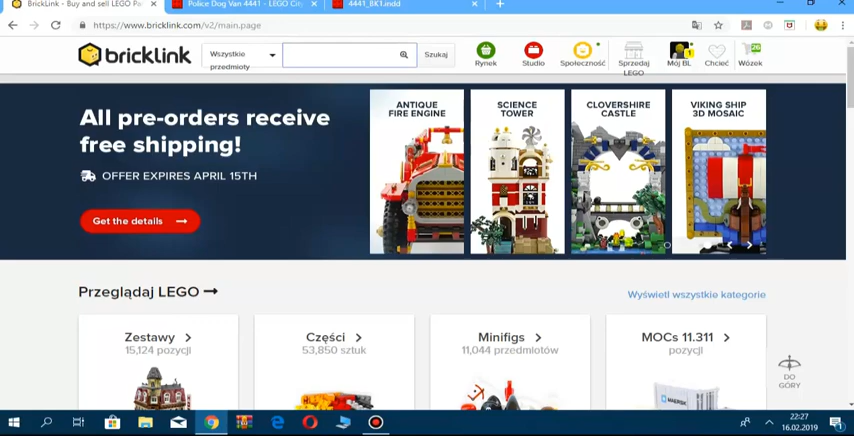 BrickLink - Buy and sell LEGO Pa
Police Dog Van 4441 - LEGO City
4441_BK1.indd
https://www.bricklink.com/v2/main.page
bricklink
Wszystkie
przedmioty
Szukaj
Rynek
Studio
Społeczność
Sprzedaj
LEGO
1
Mój BL
Chcieć
26
Wózek
All pre-orders receive
free shipping!
OFFER EXPIRES APRIL 15TH
Get the details
ANTIQUE
FIRE ENGINE
SCIENCE
TOWER
CLOVERSHIRE
CASTLE
VIKING SHIP
3D MOSAIC
Przeglądaj LEGO
Wyświetl wszystkie kategorie
Zestawy
15,124 pozycji
Części
53,850 sztuk
Minifigs
11,044 przedmiotów
MOCs 11.311
pozycji
MAERSK
DO
GÓRY
22:27
16.02.2019